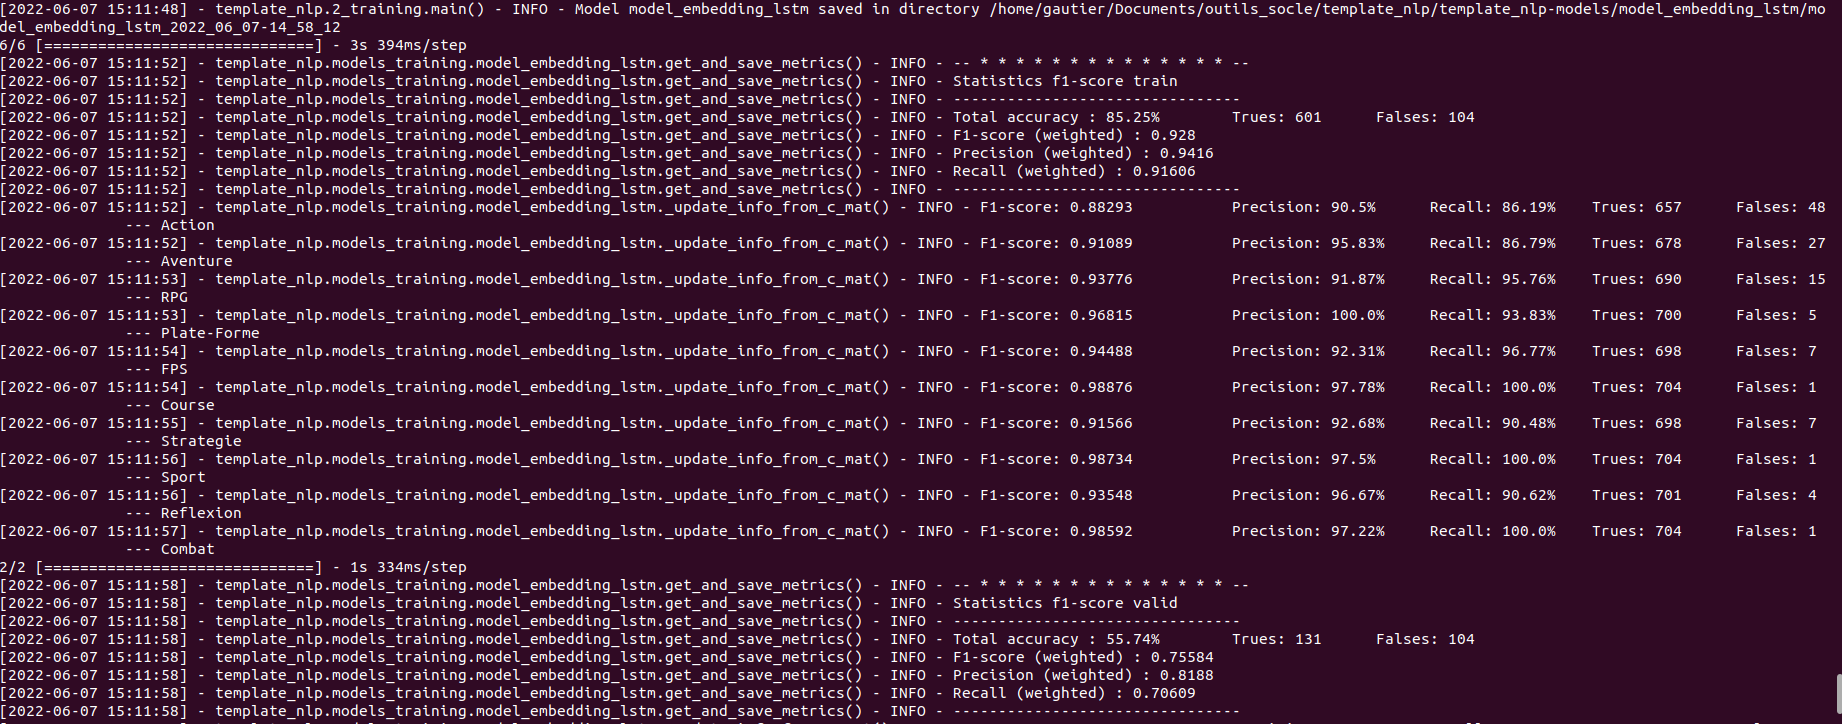 [2022-06-07 15:11:48] - template_nlp.2_training.main() - INFO - Model model_embedding_lstm saved in directory /home/gautier/Documents/outils_socle/template_nlp/template_nlp-models/model_embedding_lstm/mo
del_embedding_lstm_2022_06_07-14_58_12
6/6 [==============================] - 3s 394ms/step
[2022-06-07 15:11:52] - template_nlp.models_training.model_embedding_lstm.get_and_save_metrics() - INFO - -- * * * * * * * * * * * * * * --
[2022-06-07 15:11:52] - template_nlp.models_training.model_embedding_lstm.get_and_save_metrics() - INFO - Statistics f1-score train
[2022-06-07 15:11:52] - template_nlp.models_training.model_embedding_lstm.get_and_save_metrics() - INFO - --------------------------------
[2022-06-07 15:11:52] - template_nlp.models_training.model_embedding_lstm.get_and_save_metrics() - INFO - Total accuracy : 85.25% Trues: 601 Falses: 104
[2022-06-07 15:11:52] - template_nlp.models_training.model_embedding_lstm.get_and_save_metrics() - INFO - F1-score (weighted) : 0.928
[2022-06-07 15:11:52] - template_nlp.models_training.model_embedding_lstm.get_and_save_metrics() - INFO - Precision (weighted) : 0.9416
[2022-06-07 15:11:52] - template_nlp.models_training.model_embedding_lstm.get_and_save_metrics() - INFO - Recall (weighted) : 0.91606
[2022-06-07 15:11:52] - template_nlp.models_training.model_embedding_lstm.get_and_save_metrics() - INFO - --------------------------------
[2022-06-07 15:11:52] - template_nlp.models_training.model_embedding_lstm._update_info_from_c_mat() - INFO - F1-score: 0.88293 Precision: 90.5% Recall: 86.19% Trues: 657 Falses: 48
--- Action
[2022-06-07 15:11:52] - template_nlp.models_training.model_embedding_lstm._update_info_from_c_mat() - INFO - F1-score: 0.91089 Precision: 95.83% Recall: 86.79% Trues: 678 Falses: 27
--- Aventure
[2022-06-07 15:11:53] - template_nlp.models_training.model_embedding_lstm._update_info_from_c_mat() - INFO - F1-score: 0.93776 Precision: 91.87% Recall: 95.76% Trues: 690 Falses: 15
--- RPG
[2022-06-07 15:11:53] - template_nlp.models_training.model_embedding_lstm._update_info_from_c_mat() - INFO - F1-score: 0.96815 Precision: 100.0% Recall: 93.83% Trues: 700 Falses: 5
--- Plate-Forme
[2022-06-07 15:11:54] - template_nlp.models_training.model_embedding_lstm._update_info_from_c_mat() - INFO - F1-score: 0.94488 Precision: 92.31% Recall: 96.77% Trues: 698 Falses: 7
--- FPS
[2022-06-07 15:11:54] - template_nlp.models_training.model_embedding_lstm._update_info_from_c_mat() - INFO - F1-score: 0.98876 Precision: 97.78% Recall: 100.0% Trues: 704 Falses: 1
--- Course
[2022-06-07 15:11:55] - template_nlp.models_training.model_embedding_lstm._update_info_from_c_mat() - INFO - F1-score: 0.91566 Precision: 92.68% Recall: 90.48% Trues: 698 Falses: 7
--- Strategie
[2022-06-07 15:11:56] - template_nlp.models_training.model_embedding_lstm._update_info_from_c_mat() - INFO - F1-score: 0.98734 Precision: 97.5% Recall: 100.0% Trues: 704 Falses: 1
--- Sport
[2022-06-07 15:11:56] - template_nlp.models_training.model_embedding_lstm._update_info_from_c_mat() - INFO - F1-score: 0.93548 Precision: 96.67% Recall: 90.62% Trues: 701 Falses: 4
--- Reflexion
[2022-06-07 15:11:57] - template_nlp.models_training.model_embedding_lstm._update_info_from_c_mat() - INFO - F1-score: 0.98592 Precision: 97.22% Recall: 100.0% Trues: 704 Falses: 1
--- Combat
2/2 [==============================] - 1s 334ms/step
[2022-06-07 15:11:58] - template_nlp.models_training.model_embedding_lstm.get_and_save_metrics() - INFO - -- * * * * * * * * * * * * * * --
[2022-06-07 15:11:58] - template_nlp.models_training.model_embedding_lstm.get_and_save_metrics() - INFO - Statistics f1-score valid
[2022-06-07 15:11:58] - template_nlp.models_training.model_embedding_lstm.get_and_save_metrics() - INFO - --------------------------------
[2022-06-07 15:11:58] - template_nlp.models_training.model_embedding_lstm.get_and_save_metrics() - INFO - Total accuracy : 55.74% Trues: 131 Falses: 104
[2022-06-07 15:11:58] - template_nlp.models_training.model_embedding_lstm.get_and_save_metrics() - INFO - F1-score (weighted) : 0.75584
[2022-06-07 15:11:58] - template_nlp.models_training.model_embedding_lstm.get_and_save_metrics() - INFO - Precision (weighted) : 0.8188
[2022-06-07 15:11:58] - template_nlp.models_training.model_embedding_lstm.get_and_save_metrics() - INFO - Recall (weighted) : 0.70609
[2022-06-07 15:11:58] - template_nlp.models_training.model_embedding_lstm.get_and_save_metrics() - INFO - --------------------------------